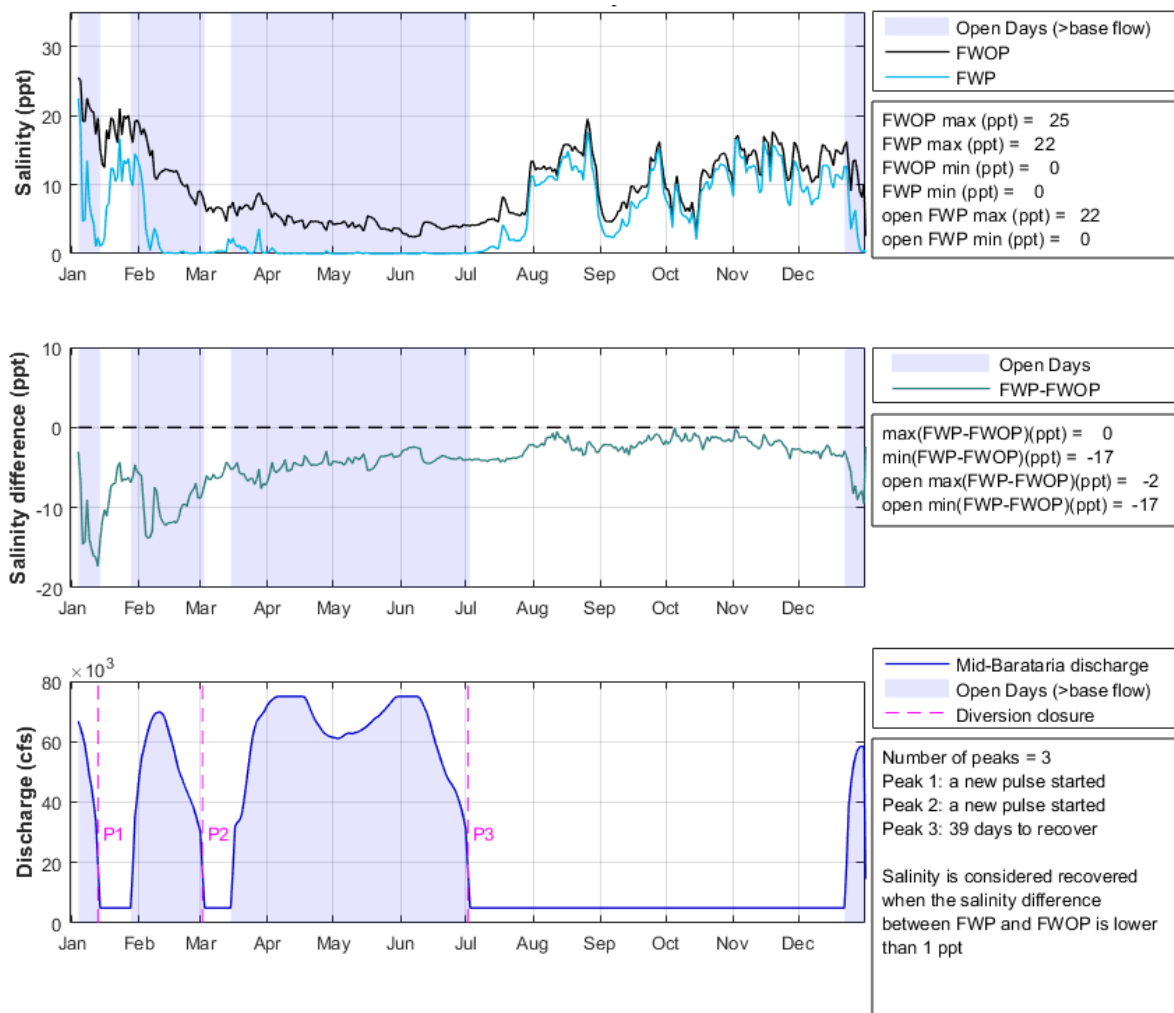 Salinity (ppt)
30
20
10
0
Jan Feb Mar Apr May Jun Jul Aug Sep Oct Nov Dec
Open Days (>base flow)
FWOP
FWP
FWOP max (ppt) = 25
FWP max (ppt) = 22
FWOP min (ppt) = 0
FWP min (ppt) = 0
open FWP max (ppt) = 22
open FWP min (ppt) = 0
Salinity difference (ppt)
10
0
-10
-20
Jan Feb Mar Apr May Jun Jul Aug Sep Oct Nov Dec
Open Days
FWP-FWOP
max(FWP-FWOP)(ppt) = 0
min(FWP-FWOP)(ppt) = -17
open max(FWP-FWOP)(ppt) = -2
open min(FWP-FWOP)(ppt) = -17
Discharge (cfs)
× 10³
80
60
40
20
0
P1 P2 P3
Jan Feb Mar Apr May Jun Jul Aug Sep Oct Nov Dec
Mid-Baratataria discharge
Open Days (>base flow)
Diversion closure
Number of peaks = 3
Peak 1: a new pulse started
Peak 2: a new pulse started
Peak 3: 39 days to recover
Salinity is considered recovered
when the salinity difference
between FWP and FWOP is lower
than 1 ppt